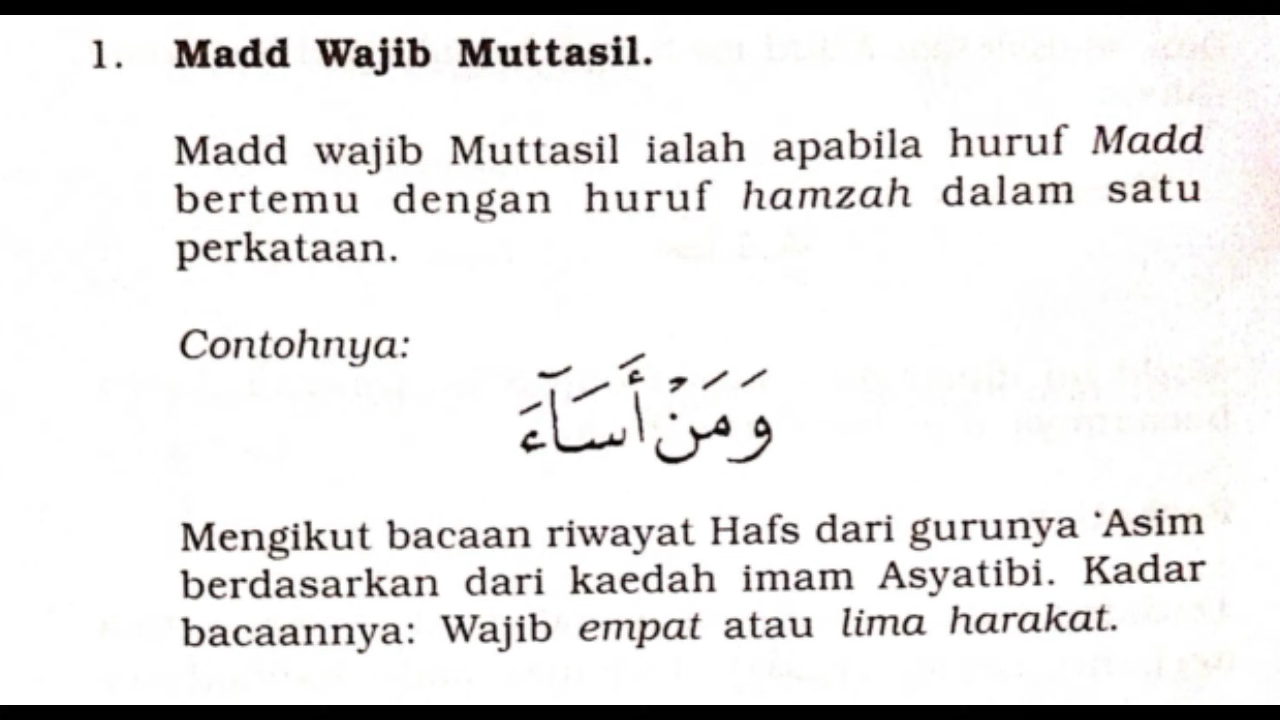 1. Madd Wajib Muttasil.
Madd wajib Muttasil ialah apabila huruf Madd
bertemu dengan huruf hamzah dalam satu
perkataan.
Contohnya:
وَمَنْ أَسَآءَ
Mengikut bacaan riwayat Hafs dari gurunya ‘Asim
berdasarkan dari kaedah imam Asyatibi. Kadar
bacaannya: Wajib empat atau lima harakat.